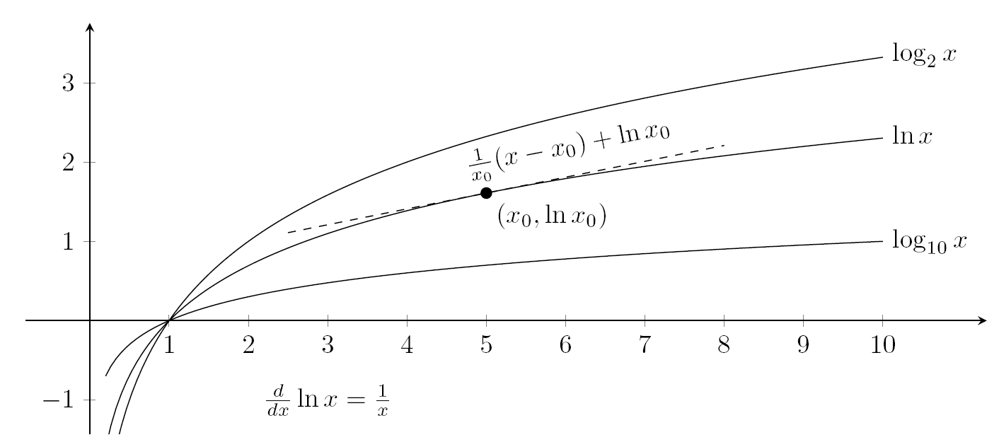 log₂ x
3
ln x
1/x₀(x − x₀) + ln x₀
2
(x₀, ln x₀)
1
log₁₀ x
1 2 3 4 5 6 7 8 9 10
−1
d/dx ln x = 1/x